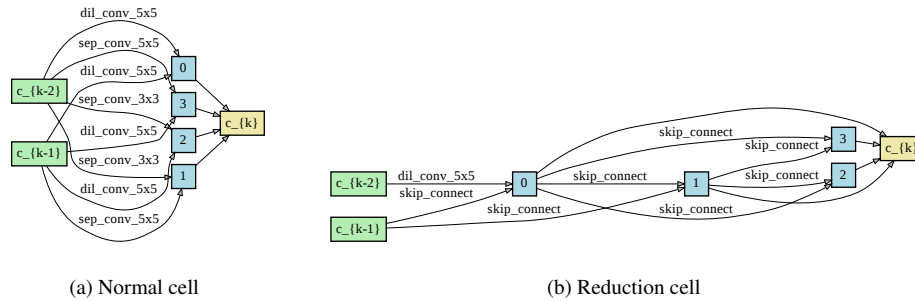 dil_conv_5x5
sep_conv_5x5
dil_conv_5x5
sep_conv_3x3
dil_conv_5x5
sep_conv_3x3
dil_conv_5x5
sep_conv_5x5
c_{k-2}
c_{k-1}
0
3
2
1
c_{k}
(a) Normal cell
c_{k-2}
c_{k-1}
dil_conv_5x5
skip_connect
0
skip_connect
skip_connect
skip_connect
skip_connect
1
skip_connect
skip_connect
3
2
c_{k}
(b) Reduction cell